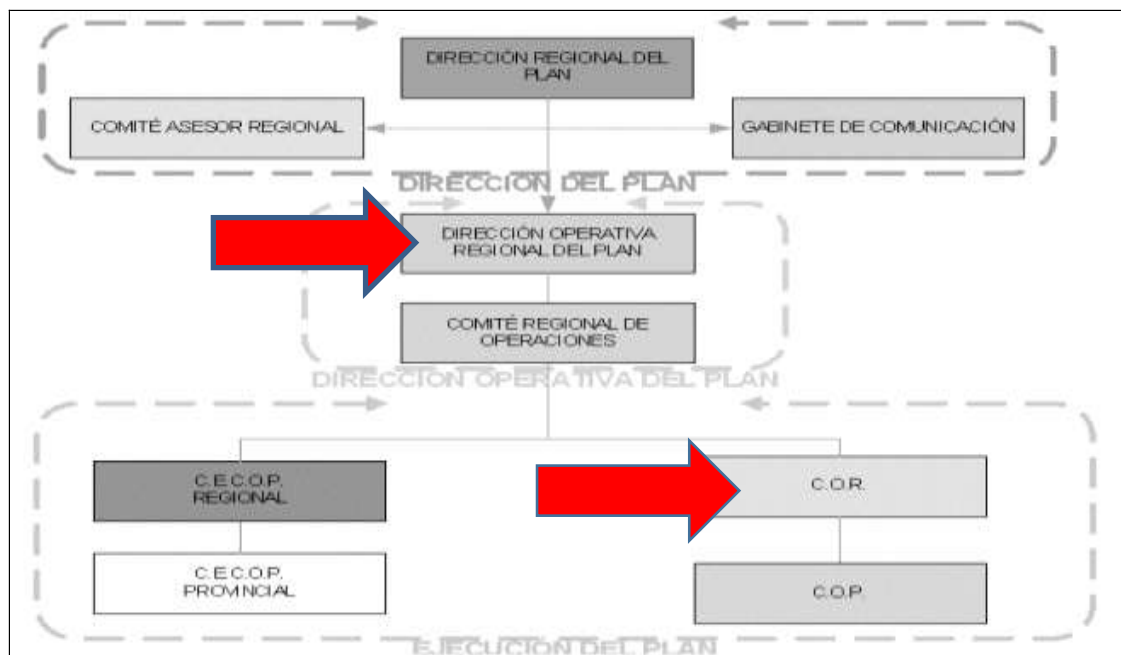 DIRECCIÓN REGIONAL DEL
PLAN
COMITÉ ASESOR REGIONAL
GABINETE DE COMUNICACIÓN
DIRECCION DEL PLAN
DIRECCIÓN OPERATIVA
REGIONAL DEL PLAN
COMITÉ REGIONAL DE
OPERACIONES
DIRECCION OPERATIVA DEL PLAN
C.E.C.O.P.
REGIONAL
C.O.R.
C.E.C.O.P.
PROVINCIAL
C.O.P.
EJECUCION DEL PLAN